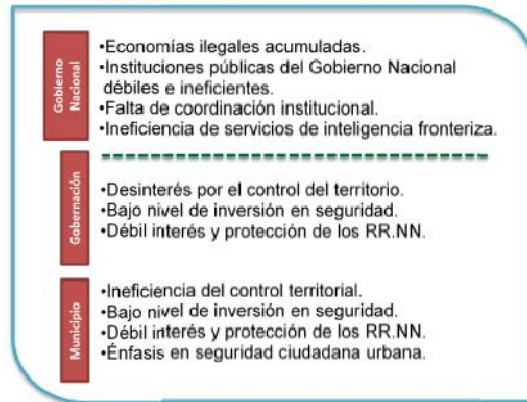 Gobierno
Nacional
•Economías ilegales acumuladas.
•Instituciones públicas del Gobierno Nacional
débiles e ineficientes.
•Falta de coordinación institucional.
•Ineficiencia de servicios de inteligencia fronteriza.
Gobernación
•Desinterés por el control del territorio.
•Bajo nivel de inversión en seguridad.
•Débil interés y protección de los RR.NN.
Municipio
•Ineficiencia del control territorial.
•Bajo nivel de inversión en seguridad.
•Débil interés y protección de los RR.NN.
•Énfasis en seguridad ciudadana urbana.